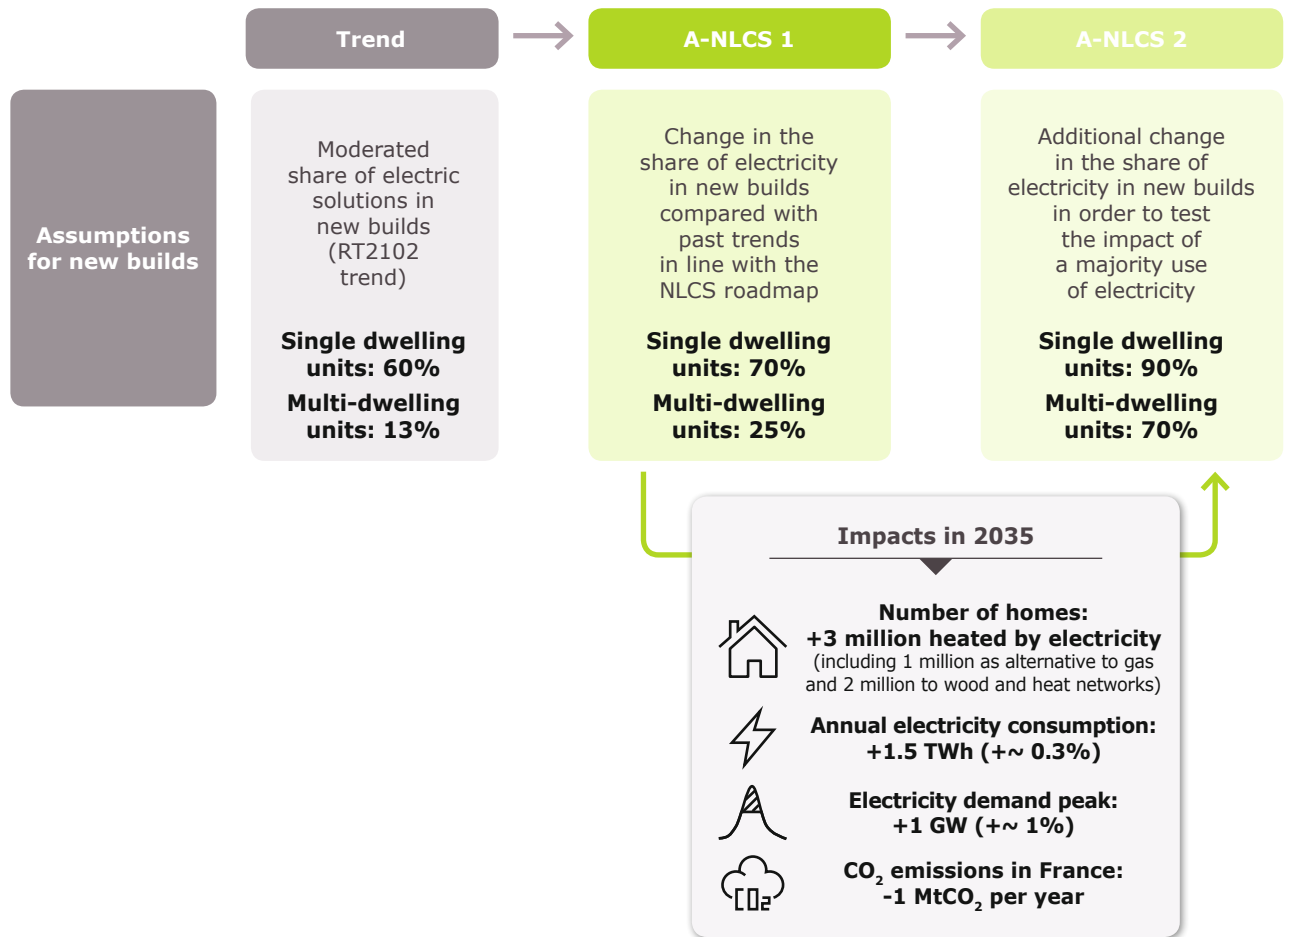 Trend
A-NLCS 1
A-NLCS 2
Assumptions
for new builds
Moderated
share of electric
solutions in
new builds
(RT2102
trend)
Single dwelling
units: 60%
Multi-dwelling
units: 13%
Change in the
share of electricity
in new builds
compared with
past trends
in line with the
NLCS roadmap
Single dwelling
units: 70%
Multi-dwelling
units: 25%
Additional change
in the share of
electricity in new builds
in order to test
the impact of
a majority use
of electricity
Single dwelling
units: 90%
Multi-dwelling
units: 70%
Impacts in 2035
Number of homes:
+3 million heated by electricity
(including 1 million as alternative to gas
and 2 million to wood and heat networks)
Annual electricity consumption:
+1.5 TWh (+~ 0.3%)
Electricity demand peak:
+1 GW (+~ 1%)
CO2
CO₂ emissions in France:
-1 MtCO₂ per year